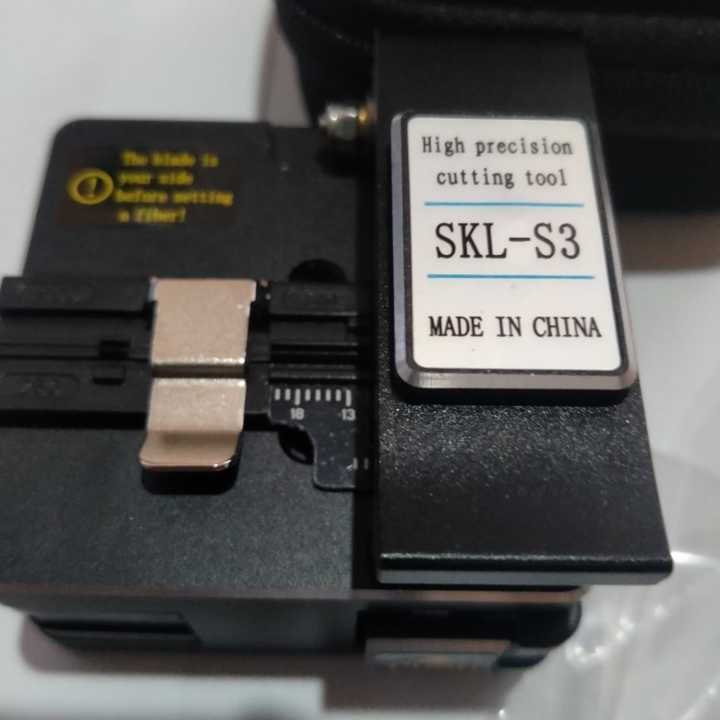 The blade is
your side
before setting
a fiber!
High precision
cutting tool
SKL-S3
MADE IN CHINA
18 13